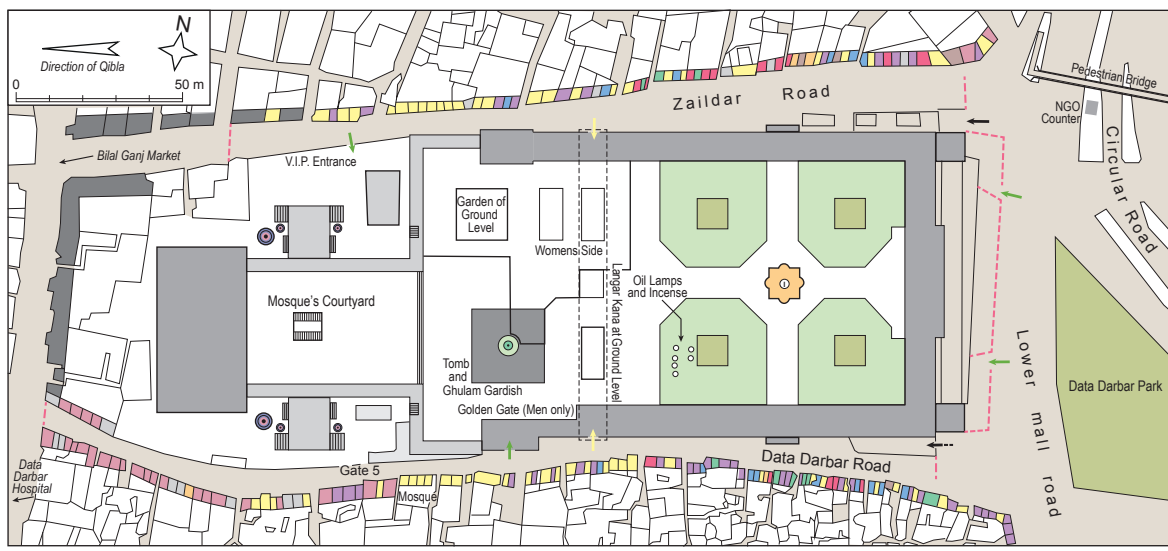 N
Direction of Qibla
0
50 m
Zaildar Road
Pedestrian Bridge
NGO
Counter
Circular Road
Bilal Ganj Market
V.I.P. Entrance
Garden of
Ground
Level
Womens Side
Langar Kana at Ground Level
Oil Lamps
and Incense
Mosque's Courtyard
Tomb
and
Ghulam Gardish
Golden Gate (Men only)
Lower mall road
Data Darbar Park
Data Darbar Road
Gate 5
Mosque
Data
Darbar
Hospital